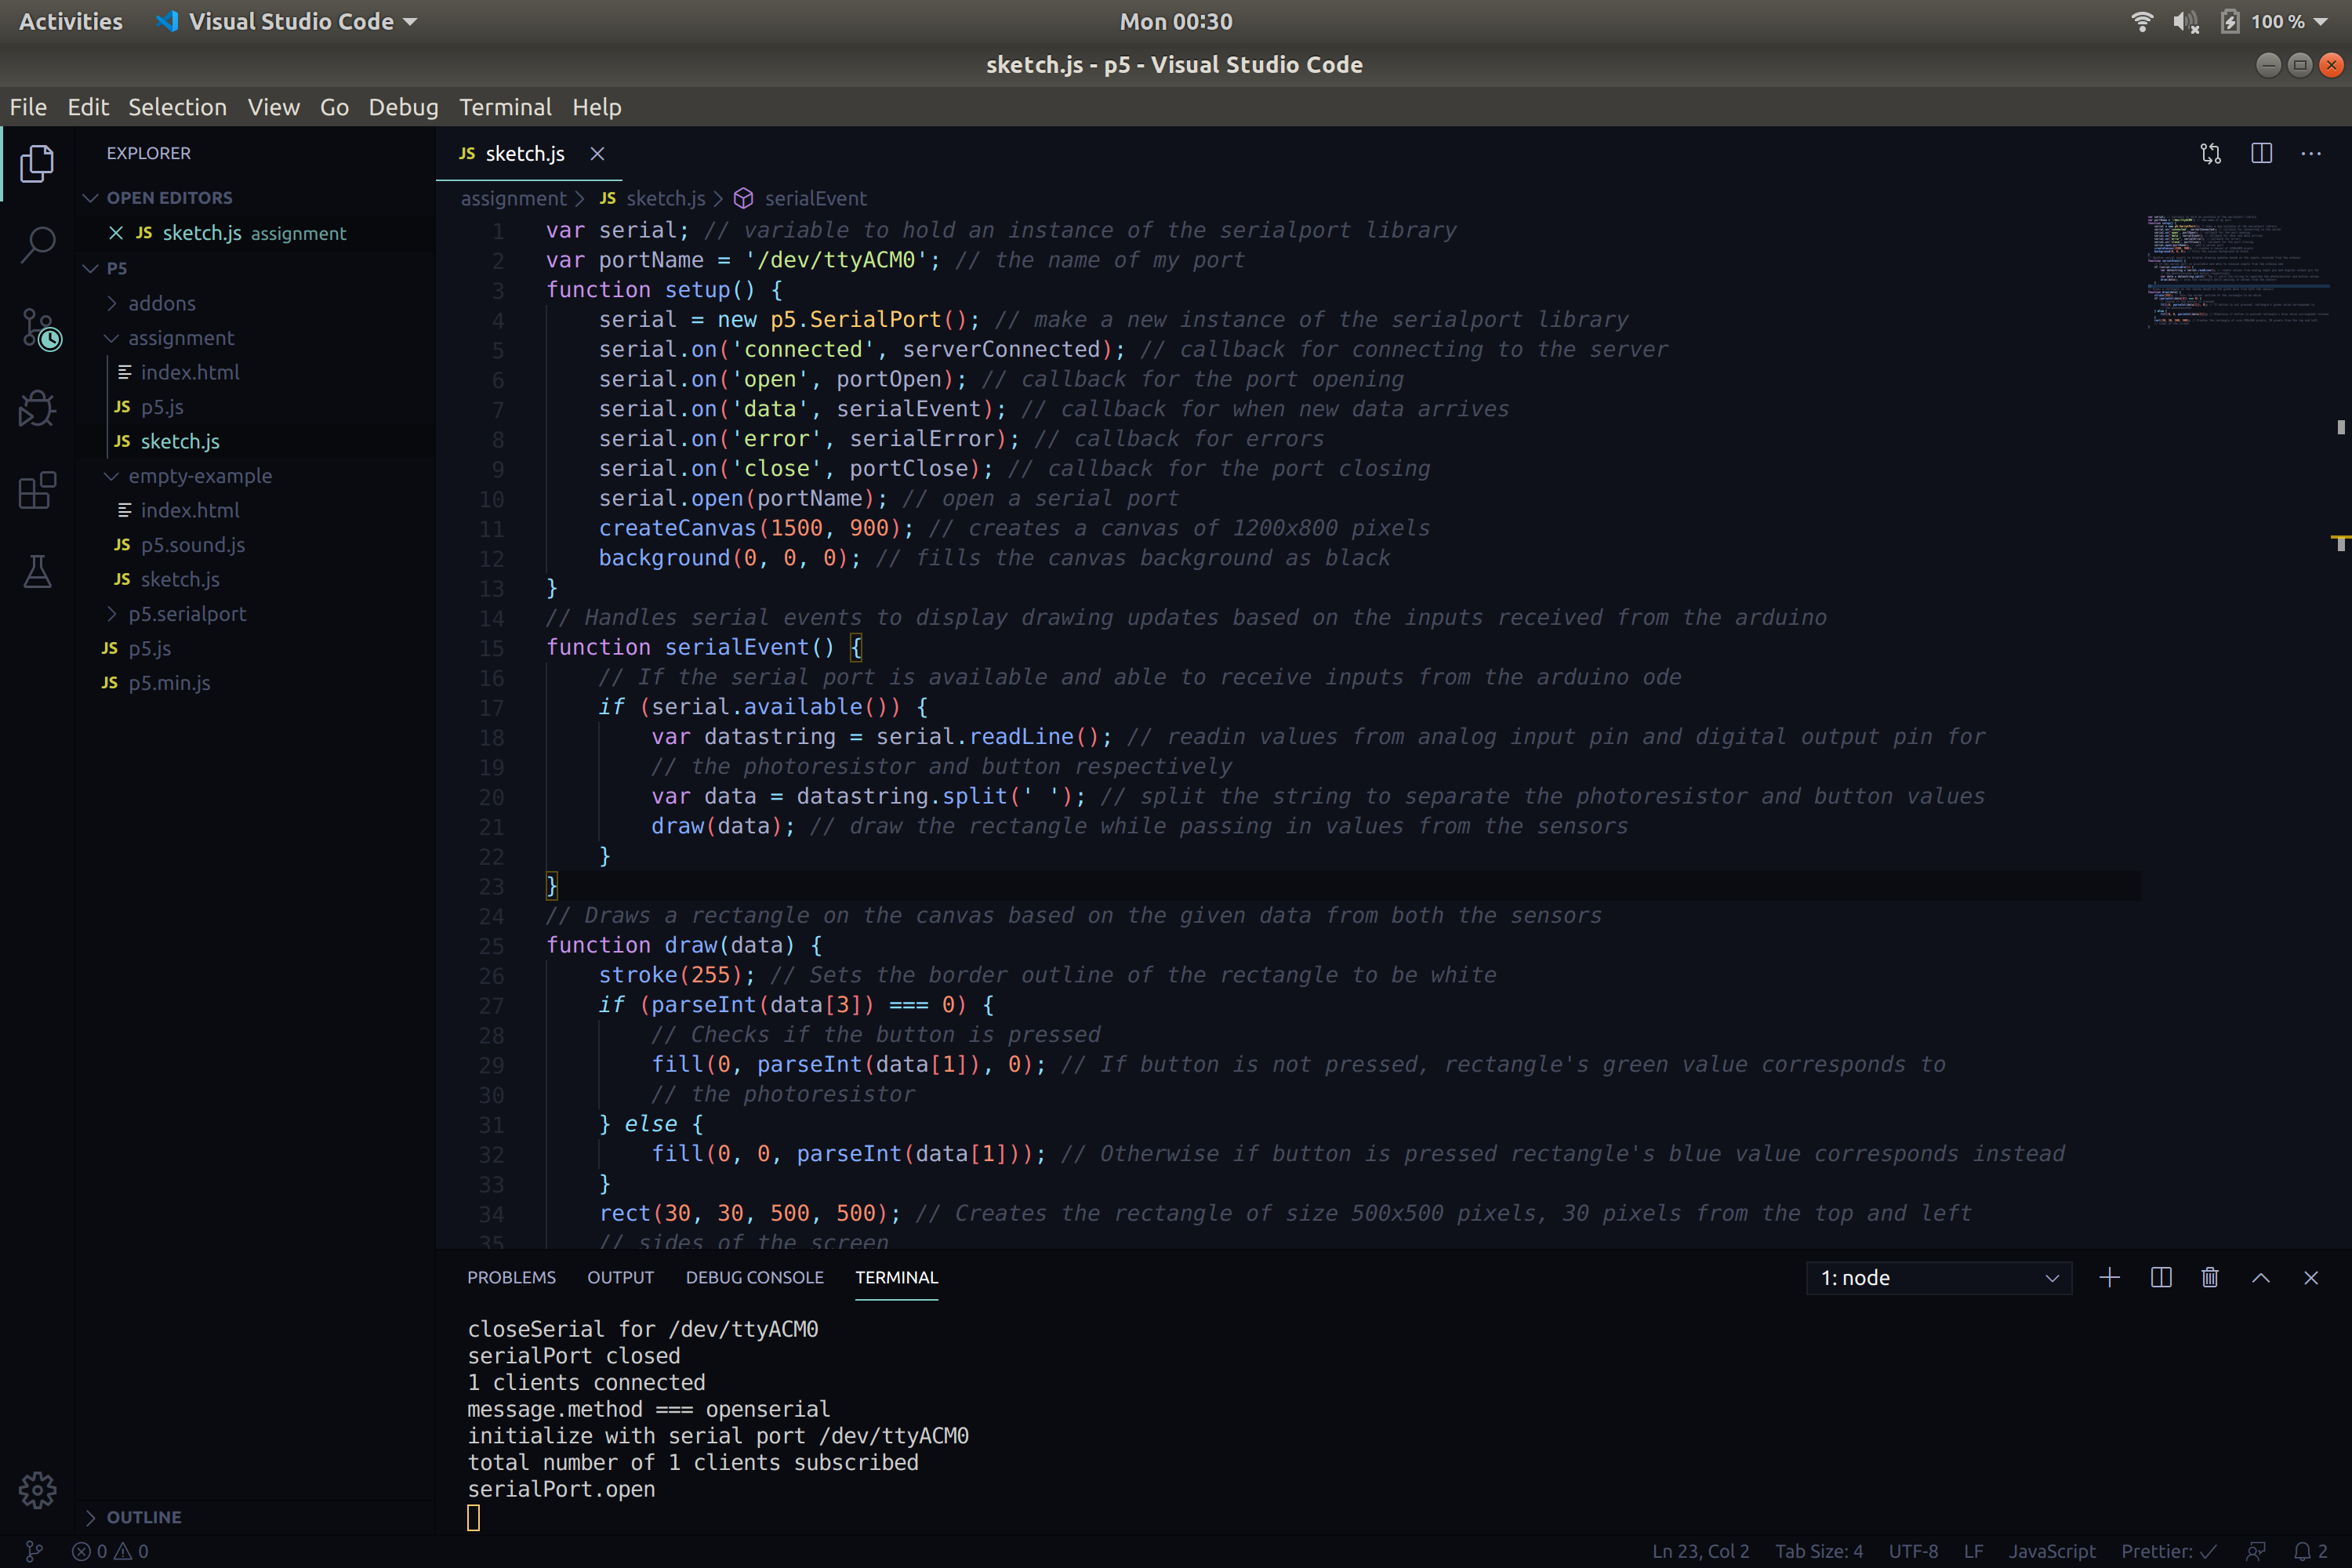 Activities Visual Studio Code Mon 00:30 100 %
sketch.js - p5 - Visual Studio Code
File Edit Selection View Go Debug Terminal Help
EXPLORER
OPEN EDITORS
JS sketch.js assignment
P5
addons
assignment
index.html
JS p5.js
JS sketch.js
empty-example
index.html
JS p5.sound.js
JS sketch.js
p5.serialport
JS p5.js
JS p5.min.js
OUTLINE
JS sketch.js
assignment > JS sketch.js > serialEvent
1 var serial; // variable to hold an instance of the serialport library
2 var portName = '/dev/ttyACM0'; // the name of my port
3 function setup() {
4 serial = new p5.SerialPort(); // make a new instance of the serialport library
5 serial.on('connected', serverConnected); // callback for connecting to the server
6 serial.on('open', portOpen); // callback for the port opening
7 serial.on('data', serialEvent); // callback for when new data arrives
8 serial.on('error', serialError); // callback for errors
9 serial.on('close', portClose); // callback for the port closing
10 serial.open(portName); // open a serial port
11 createCanvas(1500, 900); // creates a canvas of 1200x800 pixels
12 background(0, 0, 0); // fills the canvas background as black
13 }
14 // Handles serial events to display drawing updates based on the inputs received from the arduino
15 function serialEvent() {
16 // If the serial port is available and able to receive inputs from the arduino ode
17 if (serial.available()) {
18 var datastring = serial.readLine(); // readin values from analog input pin and digital output pin for
19 // the photoresistor and button respectively
20 var data = datastring.split(' '); // split the string to separate the photoresistor and button values
21 draw(data); // draw the rectangle while passing in values from the sensors
22 }
23 }
24 // Draws a rectangle on the canvas based on the given data from both the sensors
25 function draw(data) {
26 stroke(255); // Sets the border outline of the rectangle to be white
27 if (parseInt(data[3]) === 0) {
28 // Checks if the button is pressed
29 fill(0, parseInt(data[1]), 0); // If button is not pressed, rectangle's green value corresponds to
30 // the photoresistor
31 } else {
32 fill(0, 0, parseInt(data[1])); // Otherwise if button is pressed rectangle's blue value corresponds instead
33 }
34 rect(30, 30, 500, 500); // Creates the rectangle of size 500x500 pixels, 30 pixels from the top and left
35 // sides of the screen
PROBLEMS OUTPUT DEBUG CONSOLE TERMINAL 1: node
closeSerial for /dev/ttyACM0
serialPort closed
1 clients connected
message.method === openserial
initialize with serial port /dev/ttyACM0
total number of 1 clients subscribed
serialPort.open
0 0 Ln 23, Col 2 Tab Size: 4 UTF-8 LF JavaScript Prettier: ✓ 2